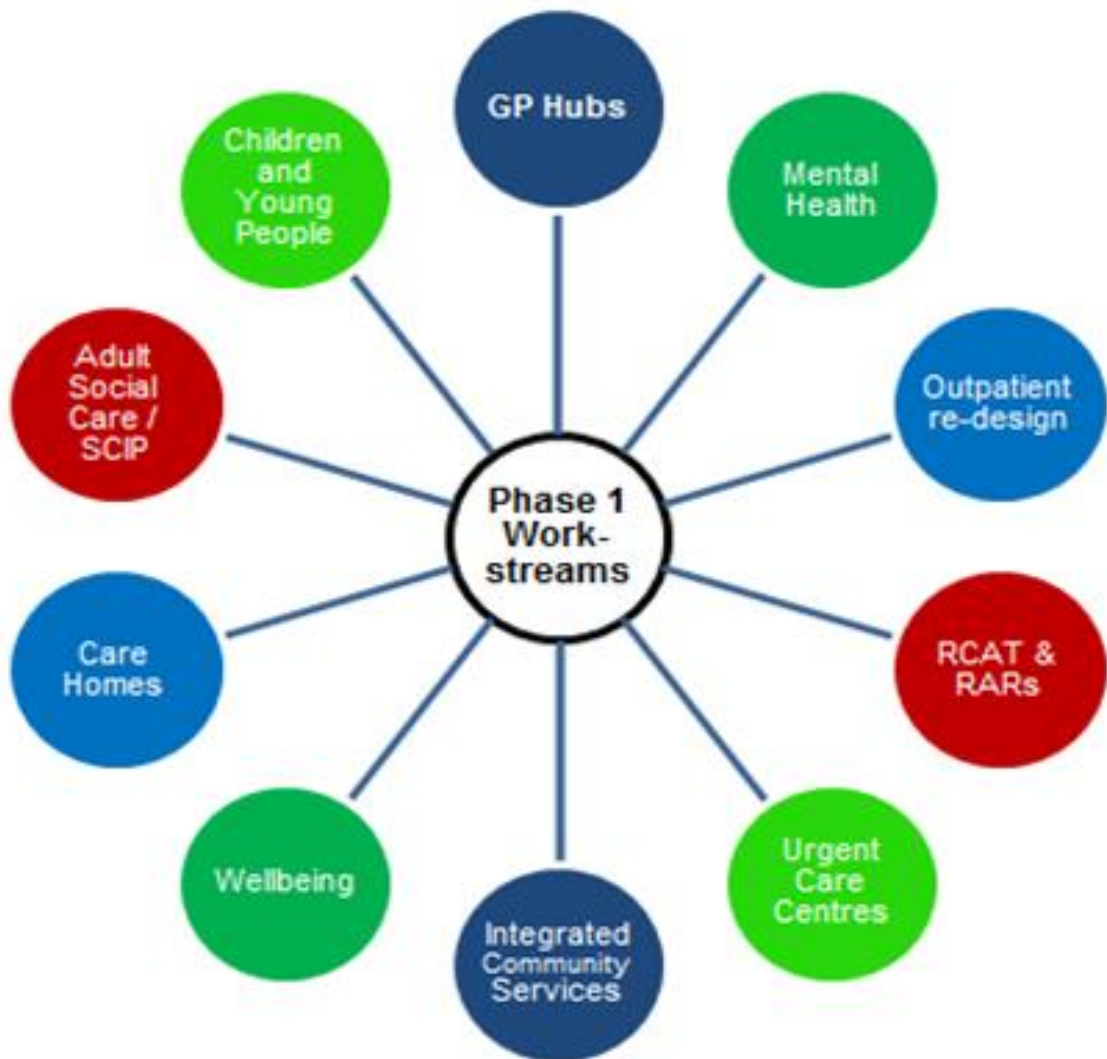 GP Hubs
Mental
Health
Outpatient
re-design
RCAT &
RARs
Urgent
Care
Centres
Integrated
Community
Services
Wellbeing
Care
Homes
Adult
Social
Care /
SCIP
Children
and
Young
People
Phase 1
Work-
streams